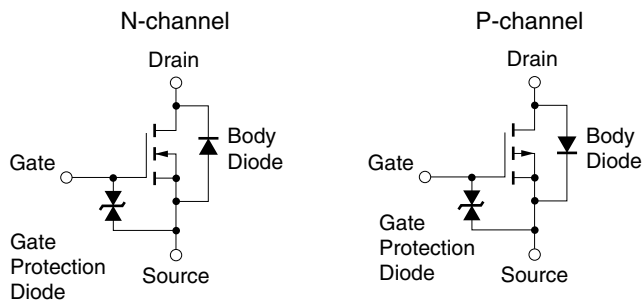 N-channel
Drain
Body
Diode
Gate
Gate
Protection
Diode
Source
P-channel
Drain
Body
Diode
Gate
Gate
Protection
Diode
Source